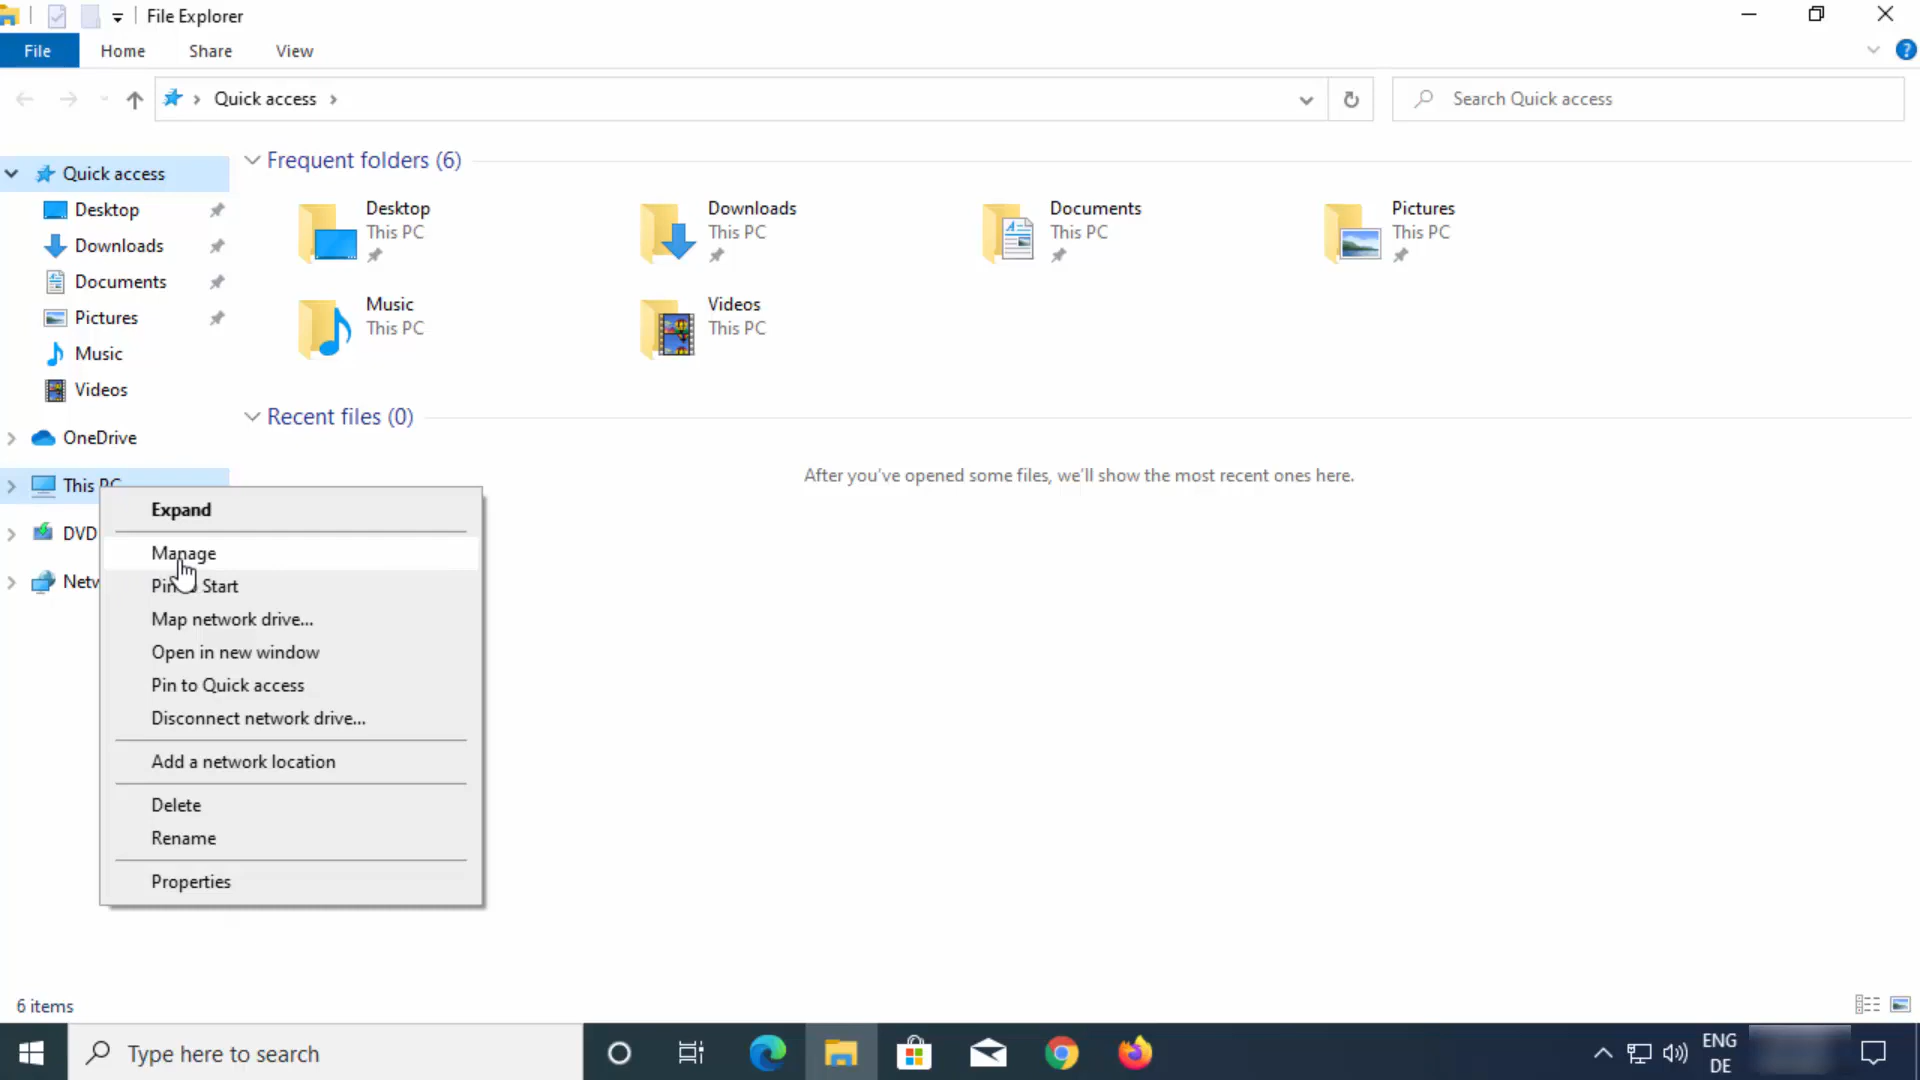 File Explorer
File Home Share View
Quick access
Search Quick access
Quick access
Desktop
Downloads
Documents
Pictures
Music
Videos
OneDrive
This PC
DVD
Netw
Frequent folders (6)
Desktop
This PC
Downloads
This PC
Documents
This PC
Pictures
This PC
Music
This PC
Videos
This PC
Recent files (0)
After you've opened some files, we'll show the most recent ones here.
Expand
Manage
Pin Start
Map network drive...
Open in new window
Pin to Quick access
Disconnect network drive...
Add a network location
Delete
Rename
Properties
6 items
Type here to search
ENG
DE